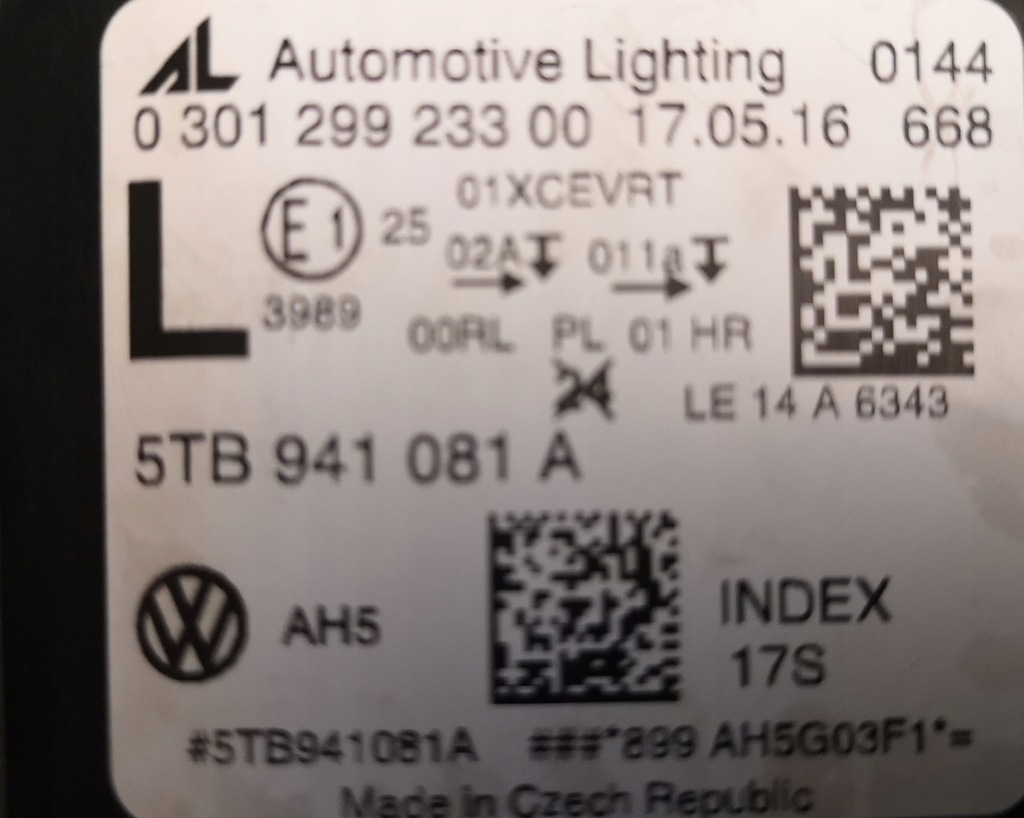 AL Automotive Lighting 0144
0 301 299 233 00 17.05.16 668
L E1 25 01XCEVRT
02A 011a
3989 00RL PL 01 HR
24
LE 14 A 6343
5TB 941 081 A
VW AH5 INDEX
17S
#5TB941081A ###*899 AH5G03F1*=
Made in Czech Republic